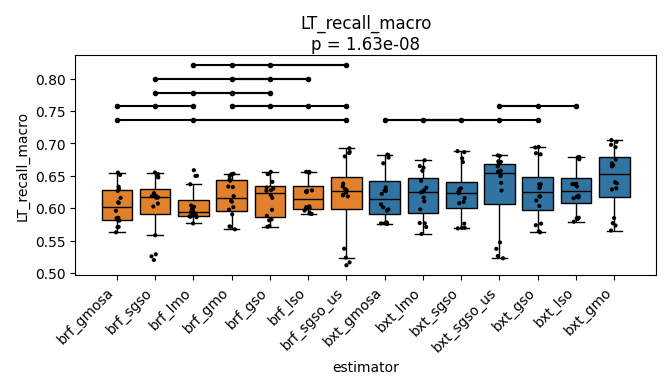 LT_recall_macro
p = 1.63e-08
LT_recall_macro
0.80
0.75
0.70
0.65
0.60
0.55
0.50
brf_gmosa
brf_sgso
brf_lmo
brf_gmo
brf_gso
brf_lso
brf_sgso_us
bxt_gmosa
bxt_lmo
bxt_sgso
bxt_sgso_us
bxt_gso
bxt_lso
bxt_gmo
estimator